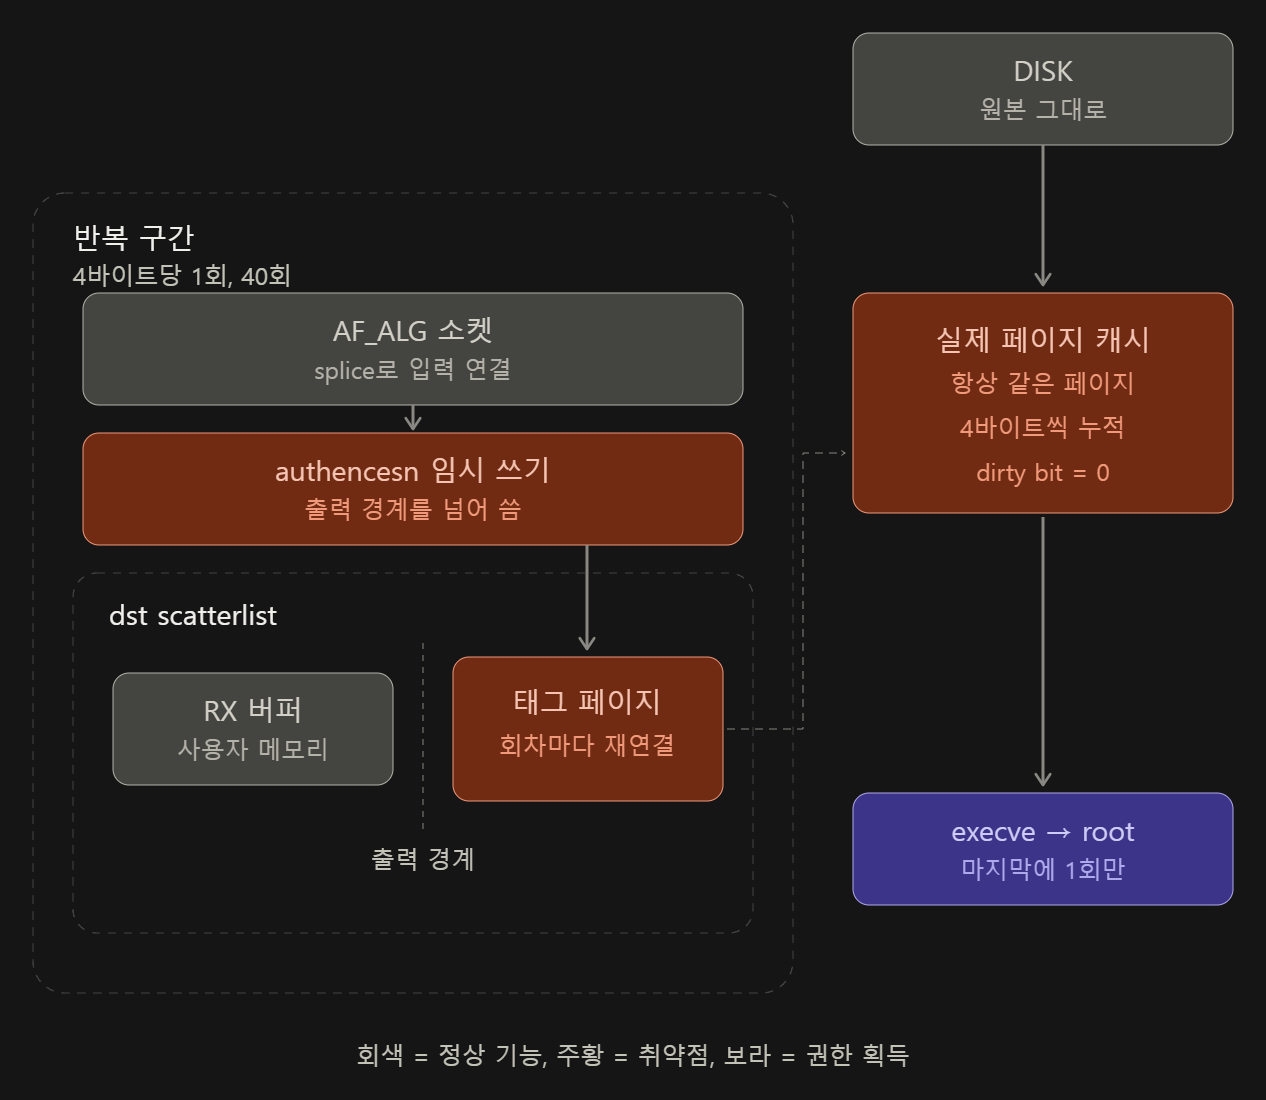 DISK
원본 그대로
반복 구간
4바이트당 1회, 40회
AF_ALG 소켓
splice로 입력 연결
authencesn 임시 쓰기
출력 경계를 넘어 씀
dst scatterlist
RX 버퍼
사용자 메모리
태그 페이지
회차마다 재연결
출력 경계
실제 페이지 캐시
항상 같은 페이지
4바이트씩 누적
dirty bit = 0
execve → root
마지막에 1회만
회색 = 정상 기능, 주황 = 취약점, 보라 = 권한 획득